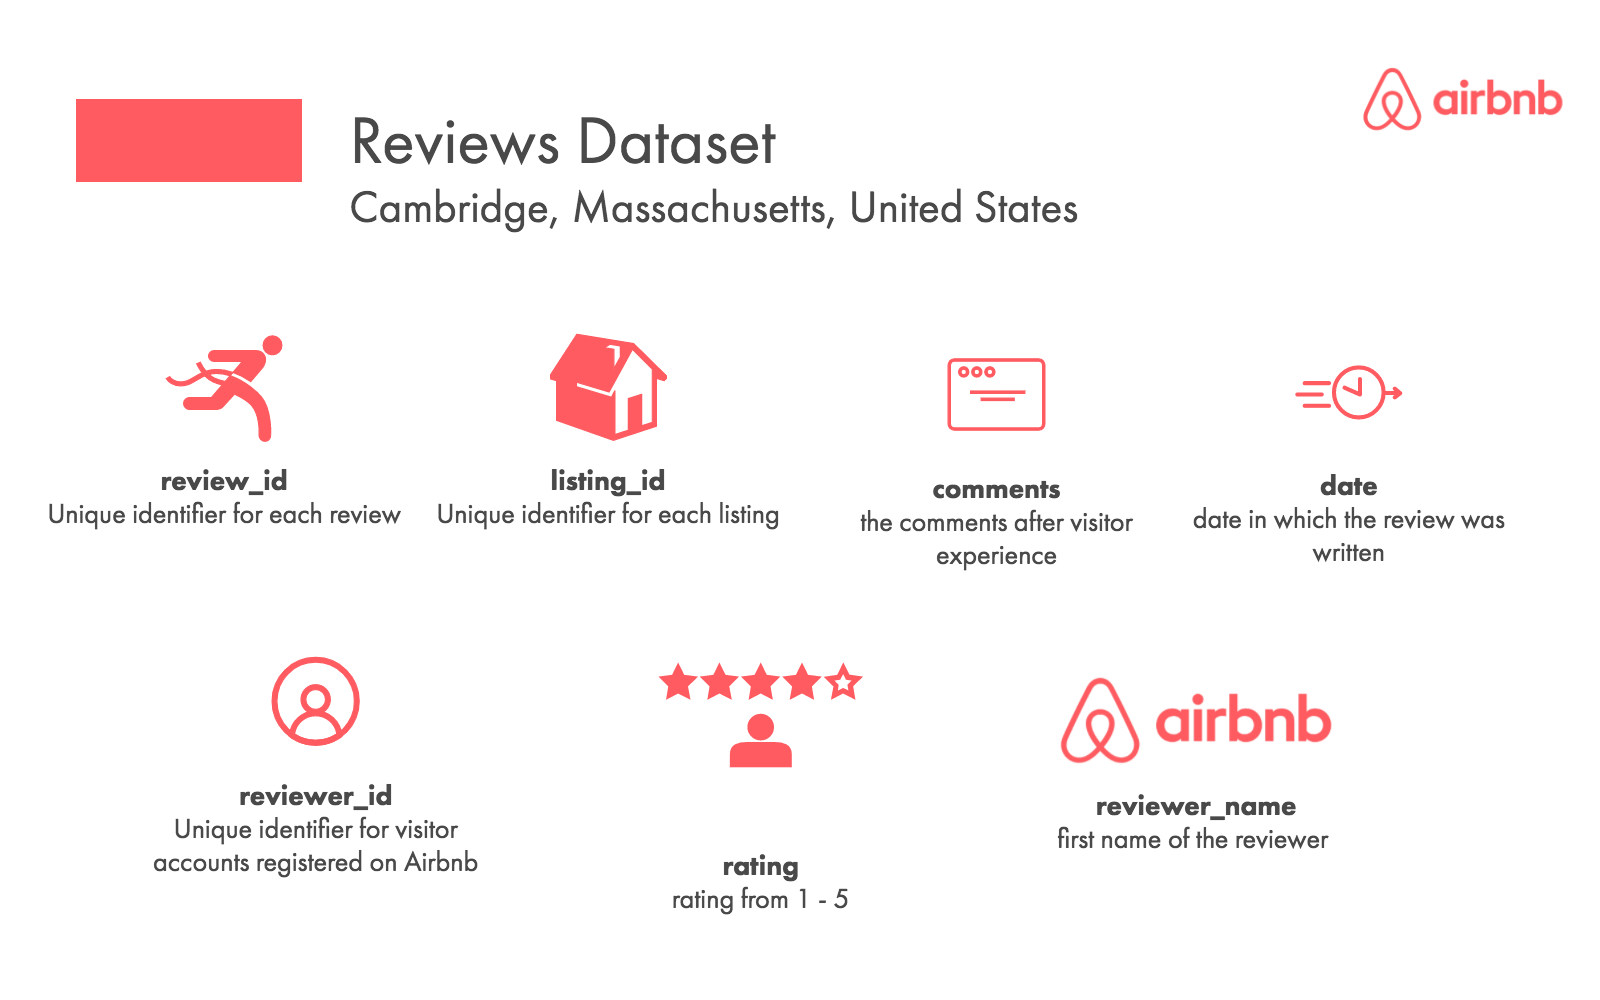 airbnb
Reviews Dataset
Cambridge, Massachusetts, United States
review_id
Unique identifier for each review
listing_id
Unique identifier for each listing
comments
the comments after visitor
experience
date
date in which the review was
written
reviewer_id
Unique identifier for visitor
accounts registered on Airbnb
rating
rating from 1 - 5
airbnb
reviewer_name
first name of the reviewer